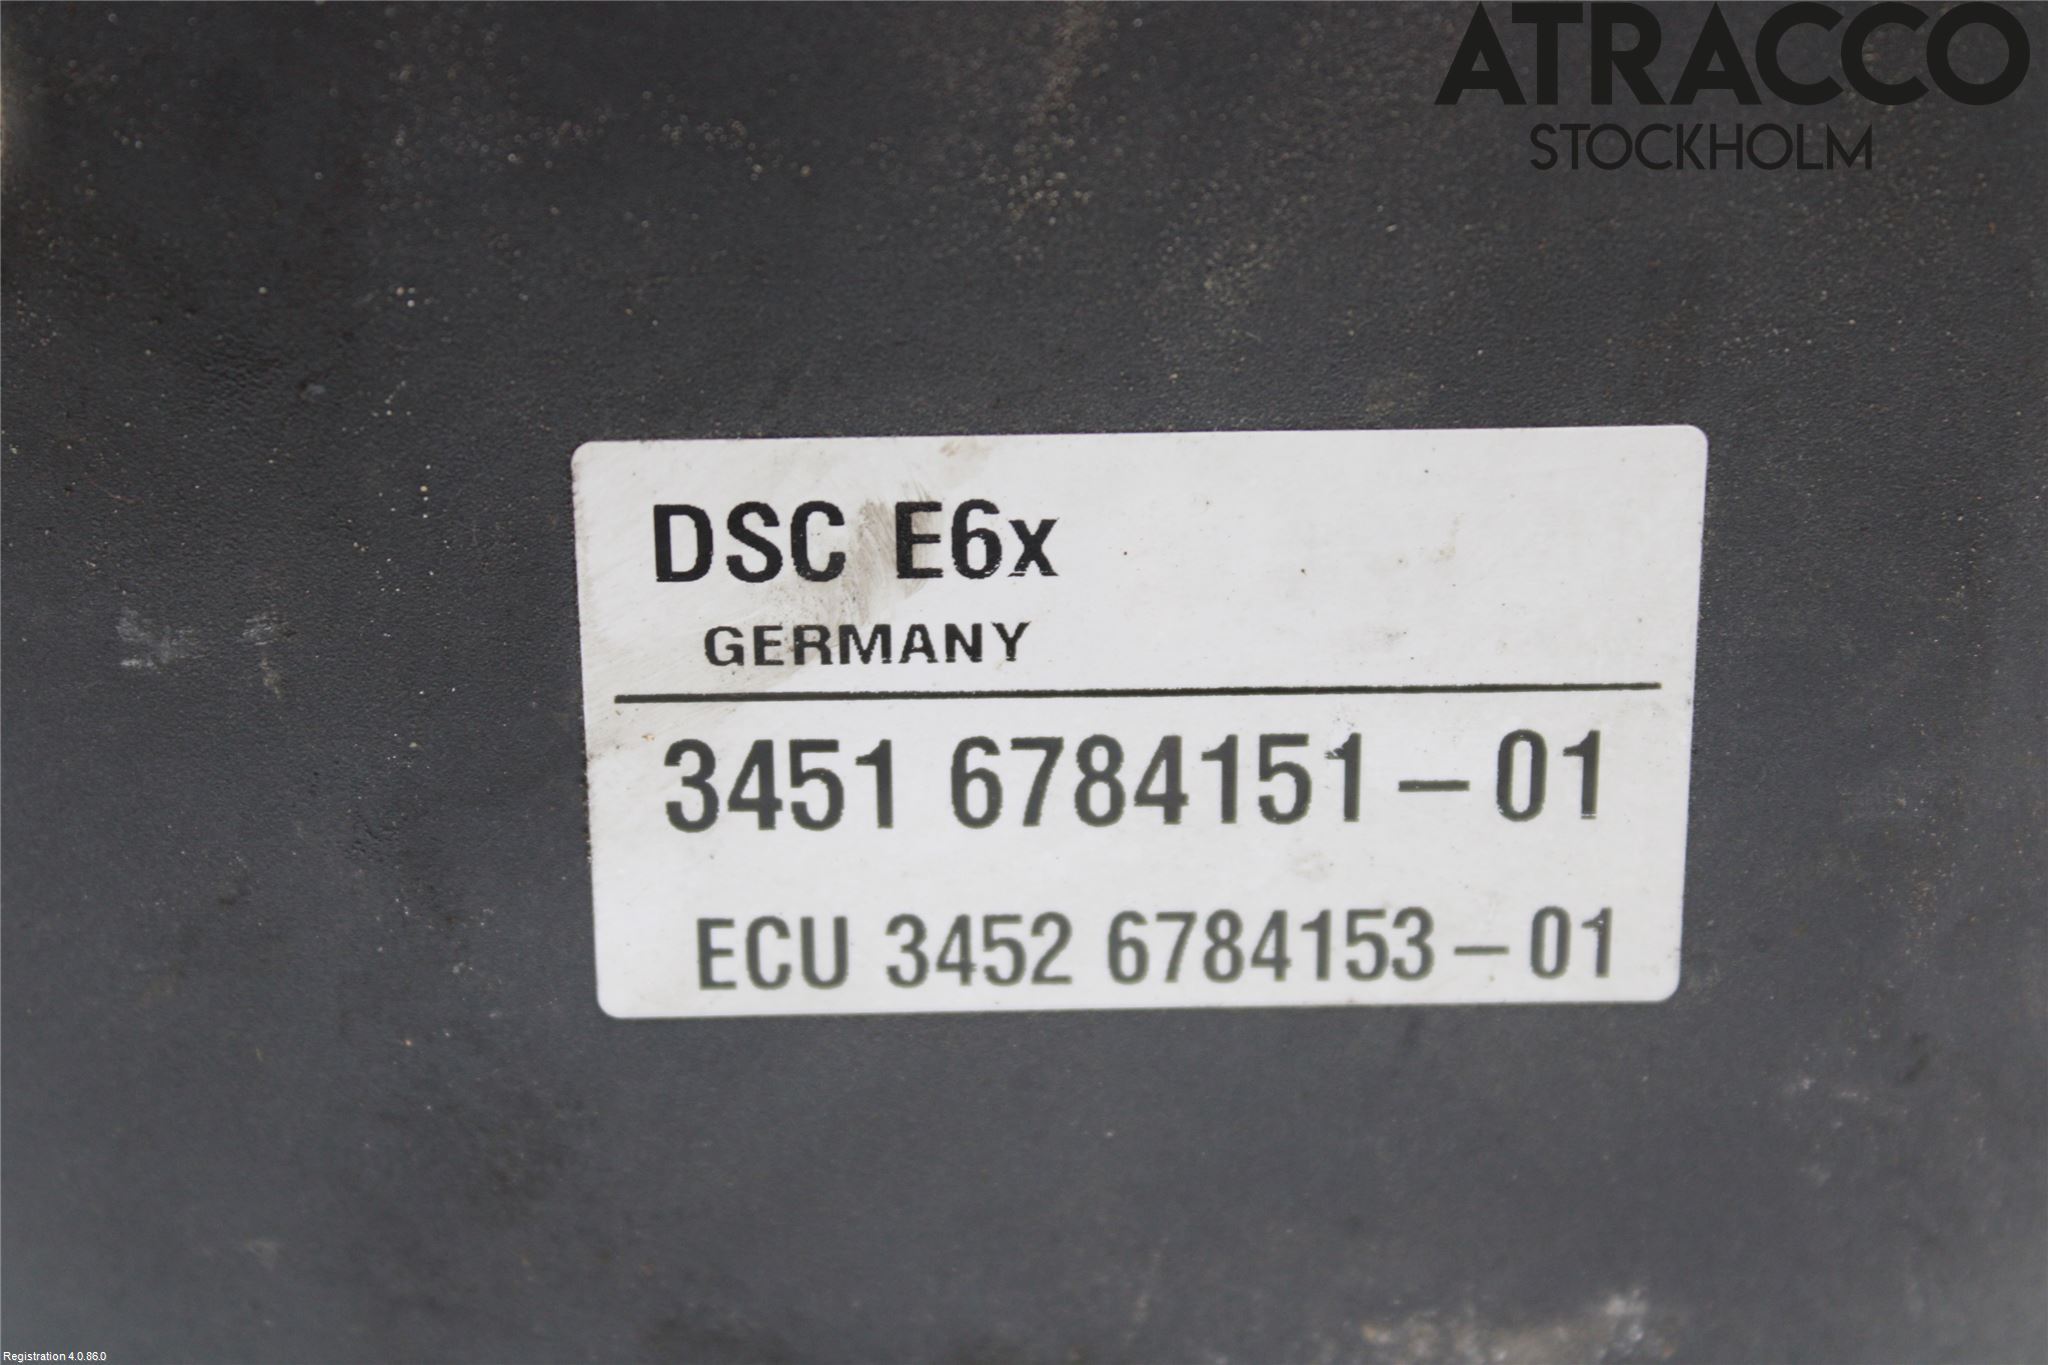 ATRACCO
STOCKHOLM
DSC E6x
GERMANY
3451 6784151-01
ECU 3452 6784153-01
Registration 4.0.86.0